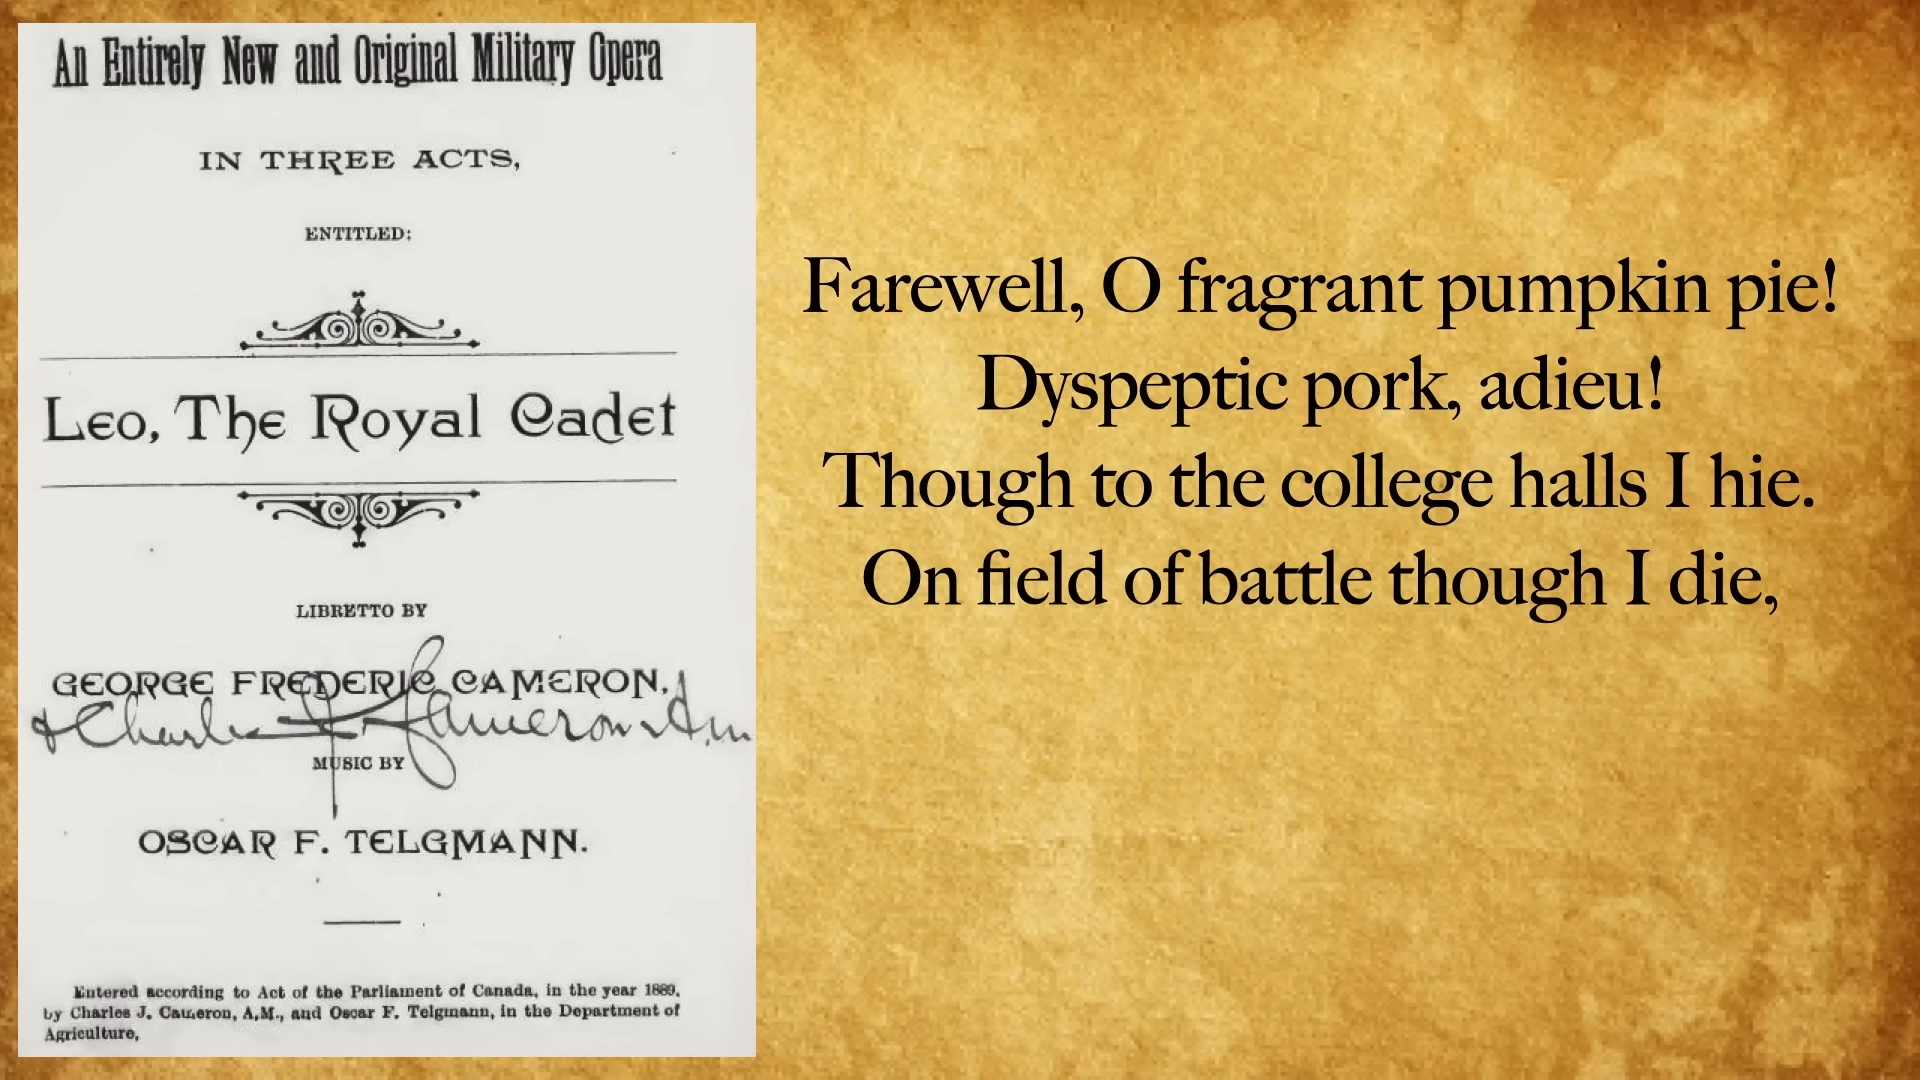 An Entirely New and Original Military Opera
IN THREE ACTS,
ENTITLED:
Leo, The Royal Cadet
LIBRETTO BY
GEORGE FREDERIC CAMERON,
& Charles J. Cameron A.M.
MUSIC BY
OSCAR F. TELGMANN.
Entered according to Act of the Parliament of Canada, in the year 1889,
by Charles J. Cameron, A.M., and Oscar F. Telgmann, in the Department of
Agriculture,
Farewell, O fragrant pumpkin pie!
Dyspeptic pork, adieu!
Though to the college halls I hie.
On field of battle though I die,